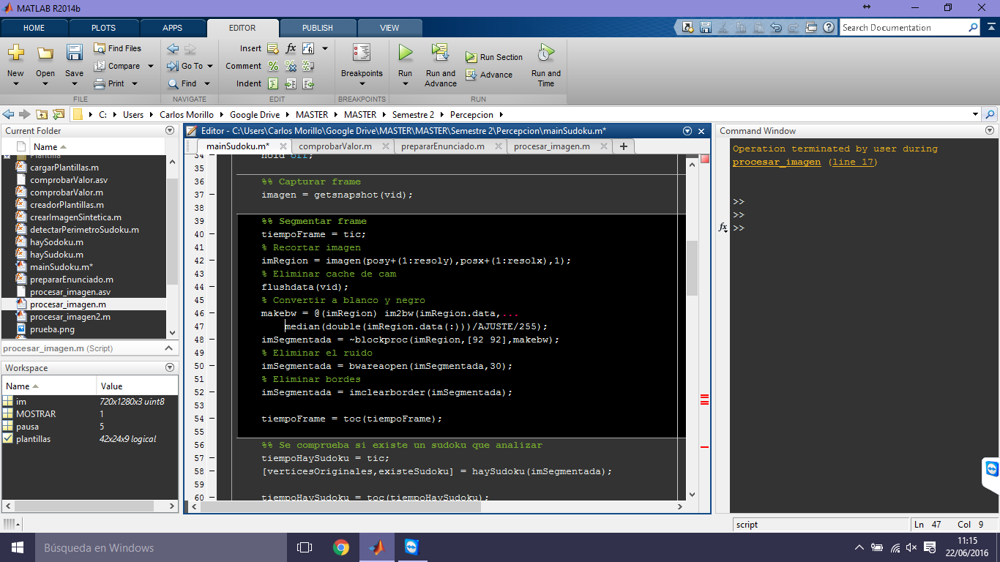 MATLAB R2014b
HOME PLOTS APPS EDITOR PUBLISH VIEW
Search Documentation
New Open Save
Find Files
Compare
Print
FILE
Go To
Find
NAVIGATE
Insert
Comment
Indent
EDIT
Breakpoints
BREAKPOINTS
Run
Run and Advance
Run Section
Advance
Run and Time
RUN
C: Users Carlos Morillo Google Drive MASTER MASTER Semestre 2 Percepcion
Current Folder
Name
Plantilla
cargarPlantillas.m
comprobarValor.asv
comprobarValor.m
creadorPlantillas.m
crearImagenSintetica.m
detectarPerimetroSudoku.m
haySodoku.m
haySudoku.m
mainSudoku.m*
prepararEnunciado.m
procesar_imagen.asv
procesar_imagen.m
procesar_imagen2.m
prueba.png
procesar_imagen.m (Script)
Workspace
Name Value
im 720x1280x3 uint8
MOSTRAR 1
pausa 5
plantillas 42x24x9 logical
Editor - C:\Users\Carlos Morillo\Google Drive\MASTER\MASTER\Semestre 2\Percepcion\mainSudoku.m*
mainSudoku.m* comprobarValor.m prepararEnunciado.m procesar_imagen.m
34 hold off;
35
36 %% Capturar frame
37 imagen = getsnapshot(vid);
38
39 %% Segmentar frame
40 tiempoFrame = tic;
41 % Recortar imagen
42 imRegion = imagen(posy+(1:resoly),posx+(1:resolx),1);
43 % Eliminar cache de cam
44 flushdata(vid);
45 % Convertir a blanco y negro
46 makebw = @(imRegion) im2bw(imRegion.data,...
47 median(double(imRegion.data(:)))/AJUSTE/255);
48 imSegmentada = ~blockproc(imRegion,[92 92],makebw);
49 % Eliminar el ruido
50 imSegmentada = bwareaopen(imSegmentada,30);
51 % Eliminar bordes
52 imSegmentada = imclearborder(imSegmentada);
53
54 tiempoFrame = toc(tiempoFrame);
55
56 %% Se comprueba si existe un sudoku que analizar
57 tiempoHaySudoku = tic;
58 [verticesOriginales,existeSudoku] = haySudoku(imSegmentada);
59
60 tiempoHaySudoku = toc(tiempoHaySudoku);
Command Window
Operation terminated by user during
procesar_imagen (line 17)
>>
>>
fx >>
script
Ln 47 Col 9
Búsqueda en Windows
11:15
22/06/2016